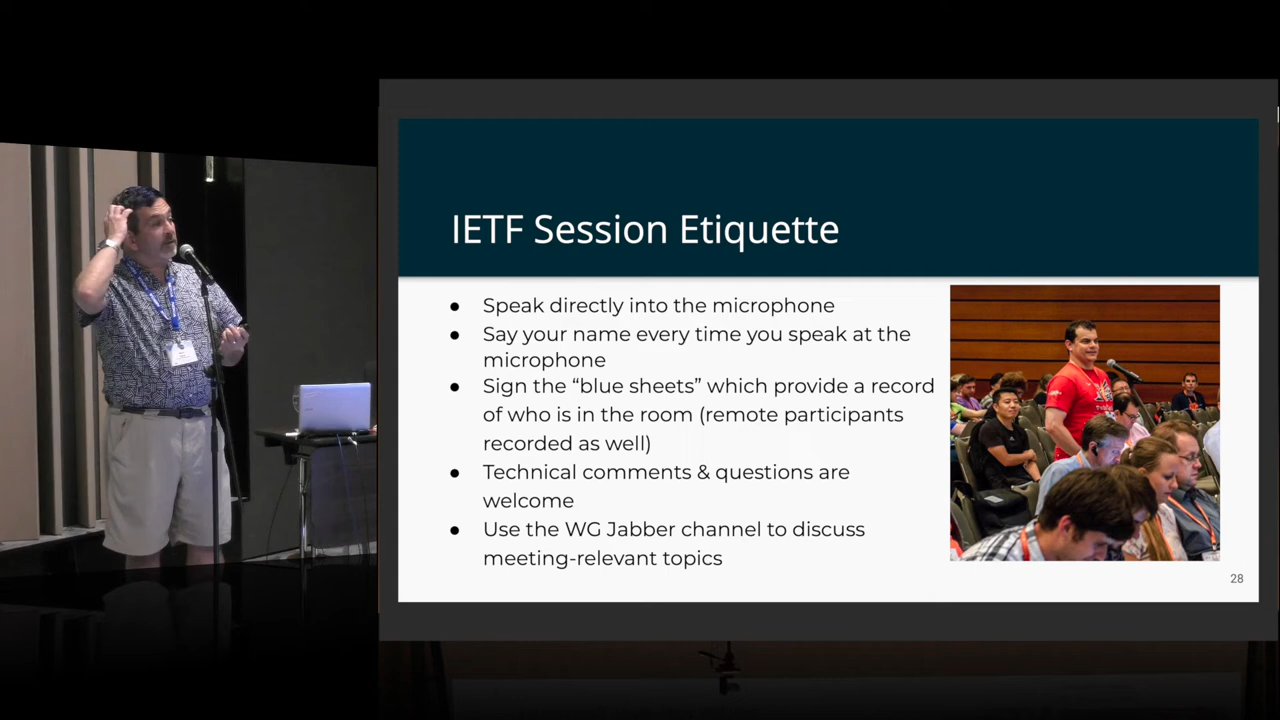 IETF Session Etiquette
● Speak directly into the microphone
● Say your name every time you speak at the
microphone
● Sign the “blue sheets” which provide a record
of who is in the room (remote participants
recorded as well)
● Technical comments & questions are
welcome
● Use the WG Jabber channel to discuss
meeting-relevant topics
28